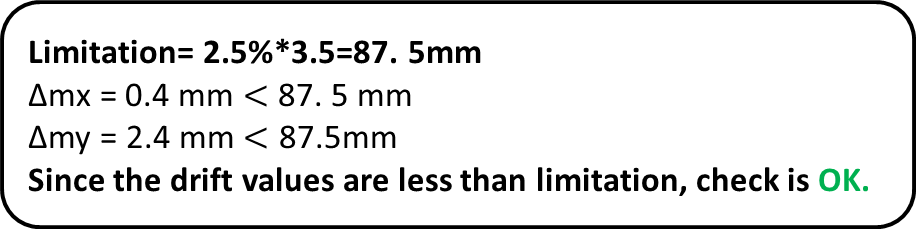 Limitation= 2.5%*3.5=87. 5mm
Δmx = 0.4 mm < 87. 5 mm
Δmy = 2.4 mm < 87.5mm
Since the drift values are less than limitation, check is OK.